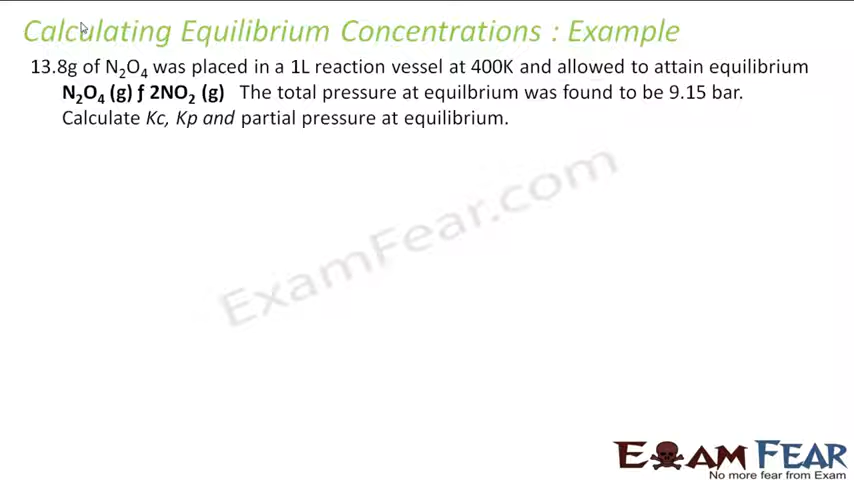 Calculating Equilibrium Concentrations : Example
13.8g of N₂O₄ was placed in a 1L reaction vessel at 400K and allowed to attain equilibrium
N₂O₄ (g) ƒ 2NO₂ (g) The total pressure at equilbrium was found to be 9.15 bar.
Calculate Kc, Kp and partial pressure at equilibrium.
ExamFear.com
EXAM FEAR
No more fear from Exam